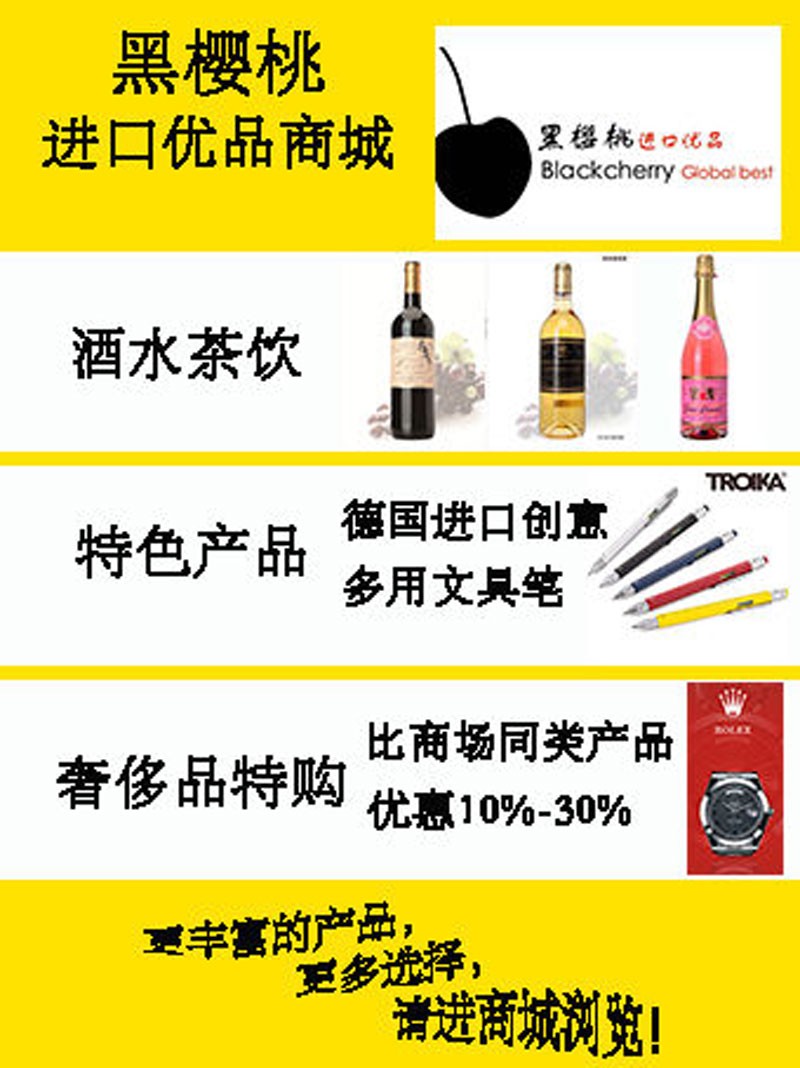 黑樱桃
进口优品商城
黑樱桃进口优品
Blackcherry Global best
酒水茶饮
TROIKA
特色产品
德国进口创意
多用文具笔
ROLEX
奢侈品特购
比商场同类产品
优惠10%-30%
更丰富的产品，
更多选择，
请进商城浏览！